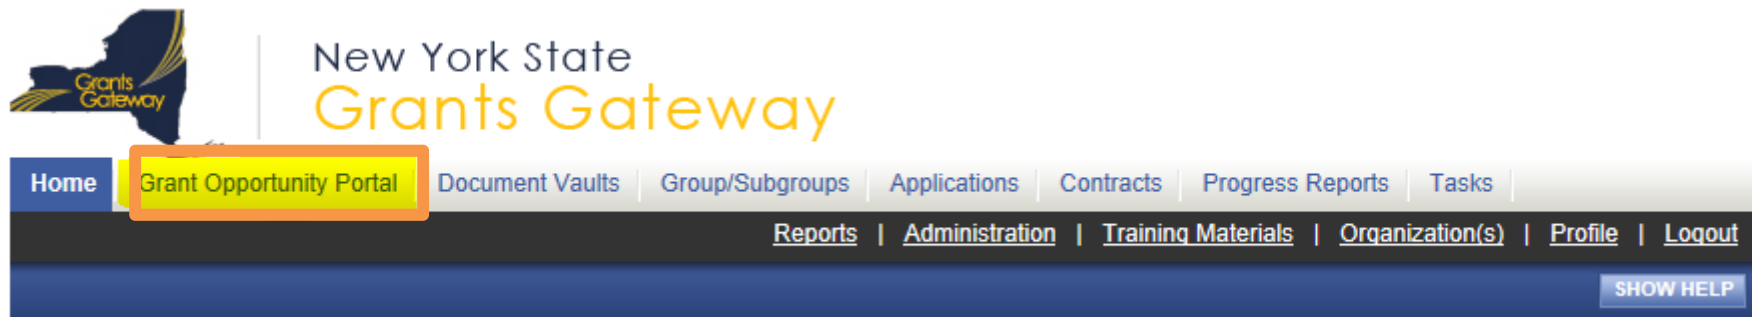 Grants
Gateway
New York State
Grants Gateway
Home Grant Opportunity Portal Document Vaults Group/Subgroups Applications Contracts Progress Reports Tasks
Reports | Administration | Training Materials | Organization(s) | Profile | Logout
SHOW HELP